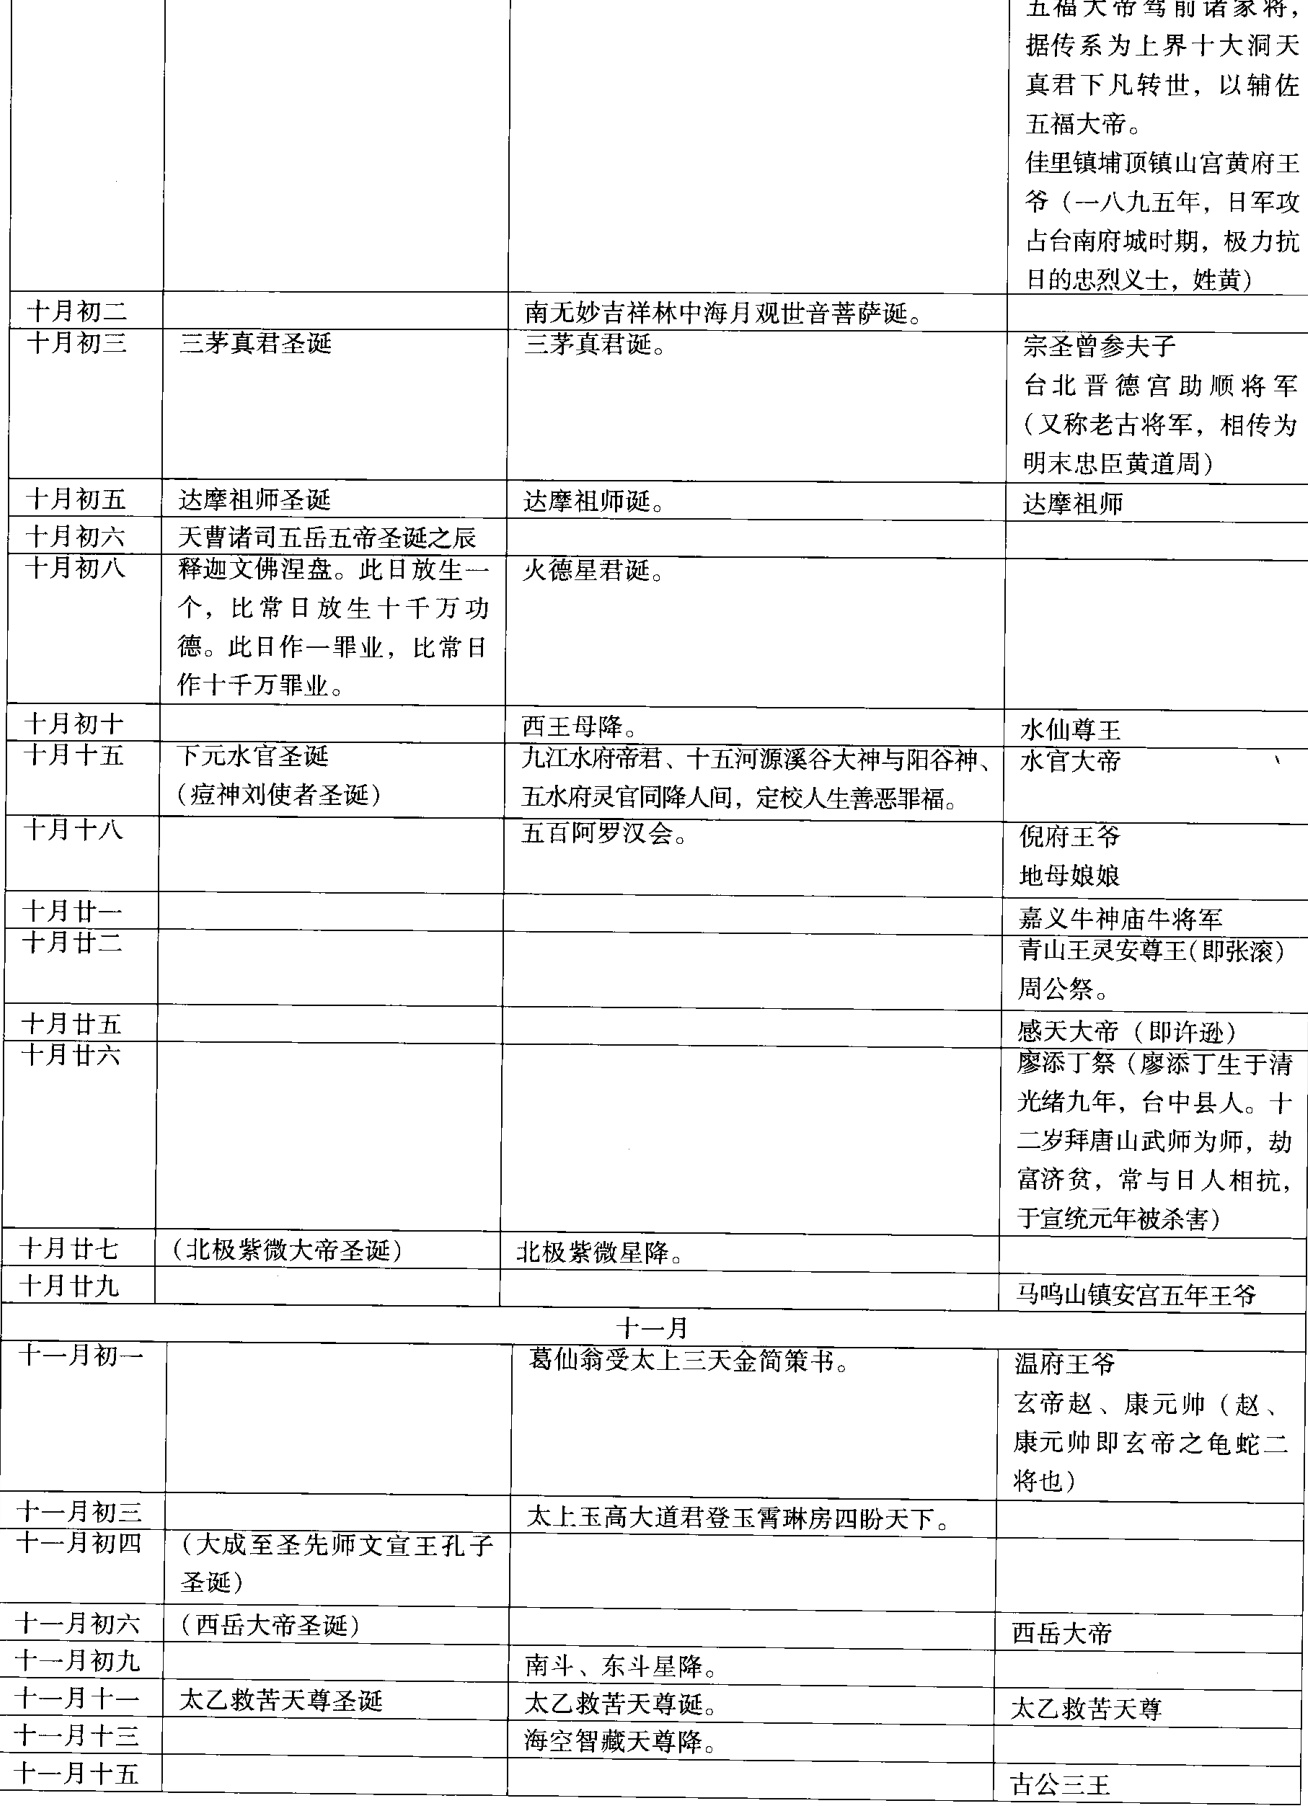 五福大帝驾前诸家将，
据传系为上界十大洞天
真君下凡转世，以辅佐
五福大帝。
佳里镇埔顶镇山宫黄府王
爷（一八九五年，日军攻
占台南府城时期，极力抗
日的忠烈义士，姓黄）
十月初二
南无妙吉祥林中海月观世音菩萨诞。
十月初三
三茅真君圣诞
三茅真君诞。
宗圣曾参夫子
台北晋德宫助顺将军
（又称老古将军，相传为
明末忠臣黄道周）
十月初五
达摩祖师圣诞
达摩祖师诞。
达摩祖师
十月初六
天曹诸司五岳五帝圣诞之辰
十月初八
释迦文佛涅盘。此日放生一
个，比常日放生十千万功
德。此日作一罪业，比常日
作十千万罪业。
火德星君诞。
十月初十
西王母降。
水仙尊王
十月十五
下元水官圣诞
（痘神刘使者圣诞）
九江水府帝君、十五河源溪谷大神与阳谷神、
五水府灵官同降人间，定校人生善恶罪福。
水官大帝
十月十八
五百阿罗汉会。
倪府王爷
地母娘娘
十月廿一
嘉义牛神庙牛将军
十月廿二
青山王灵安尊王（即张滚）
周公祭。
十月廿五
感天大帝（即许逊）
十月廿六
廖添丁祭（廖添丁生于清
光绪九年，台中县人。十
二岁拜唐山武师为师，劫
富济贫，常与日人相抗，
于宣统元年被杀害）
十月廿七
（北极紫微大帝圣诞）
北极紫微星降。
十月廿九
马鸣山镇安宫五年王爷
十一月
十一月初一
葛仙翁受太上三天金简策书。
温府王爷
玄帝赵、康元帅（赵、
康元帅即玄帝之龟蛇二
将也）
十一月初三
太上玉高大道君登玉霄琳房四盼天下。
十一月初四
（大成至圣先师文宣王孔子
圣诞）
十一月初六
（西岳大帝圣诞）
西岳大帝
十一月初九
南斗、东斗星降。
十一月十一
太乙救苦天尊圣诞
太乙救苦天尊诞。
太乙救苦天尊
十一月十三
海空智藏天尊降。
十一月十五
古公三王